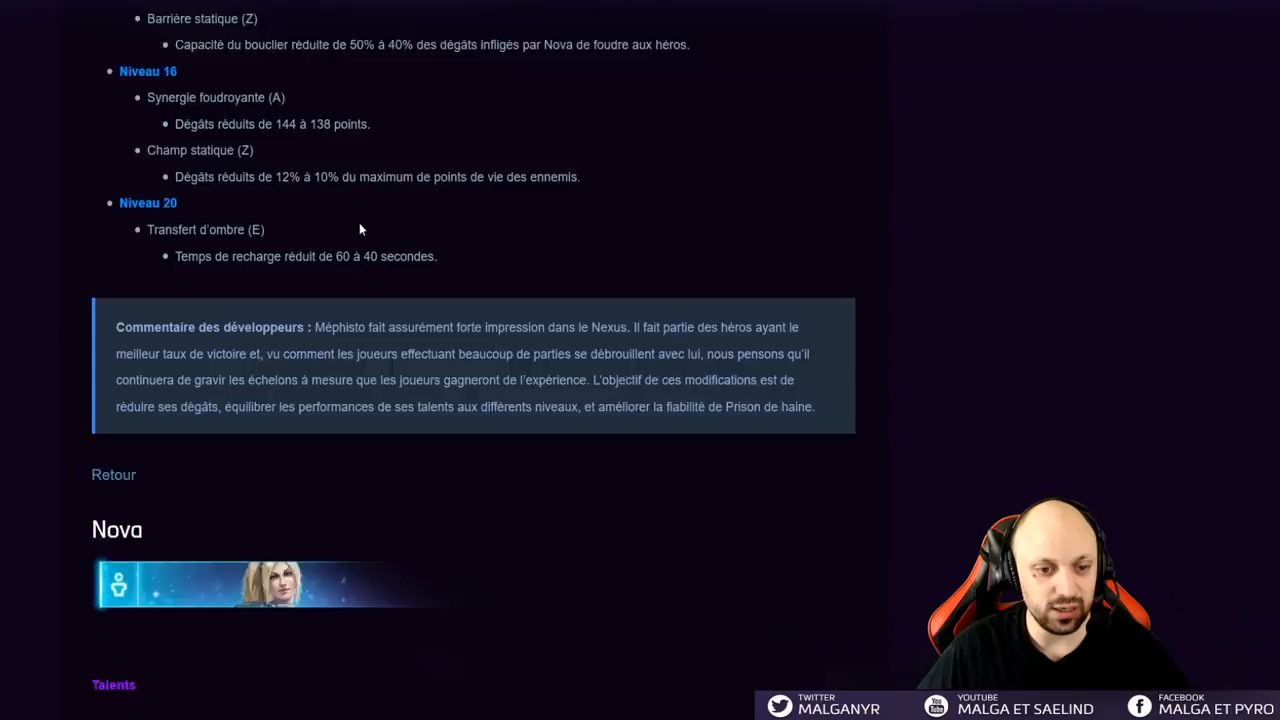 Barrière statique (Z)
Capacité du bouclier réduite de 50% à 40% des dégâts infligés par Nova de foudre aux héros.
Niveau 16
Synergie foudroyante (A)
Dégâts réduits de 144 à 138 points.
Champ statique (Z)
Dégâts réduits de 12% à 10% du maximum de points de vie des ennemis.
Niveau 20
Transfert d'ombre (E)
Temps de recharge réduit de 60 à 40 secondes.
Commentaire des développeurs : Méphisto fait assurément forte impression dans le Nexus. Il fait partie des héros ayant le
meilleur taux de victoire et, vu comment les joueurs effectuant beaucoup de parties se débrouillent avec lui, nous pensons qu'il
continuera de gravir les échelons à mesure que les joueurs gagneront de l'expérience. L'objectif de ces modifications est de
réduire ses dégâts, équilibrer les performances de ses talents aux différents niveaux, et améliorer la fiabilité de Prison de haine.
Retour
Nova
Talents
TWITTER
MALGANYR
YOUTUBE
MALGA ET SAELIND
FACEBOOK
MALGA ET PYRO